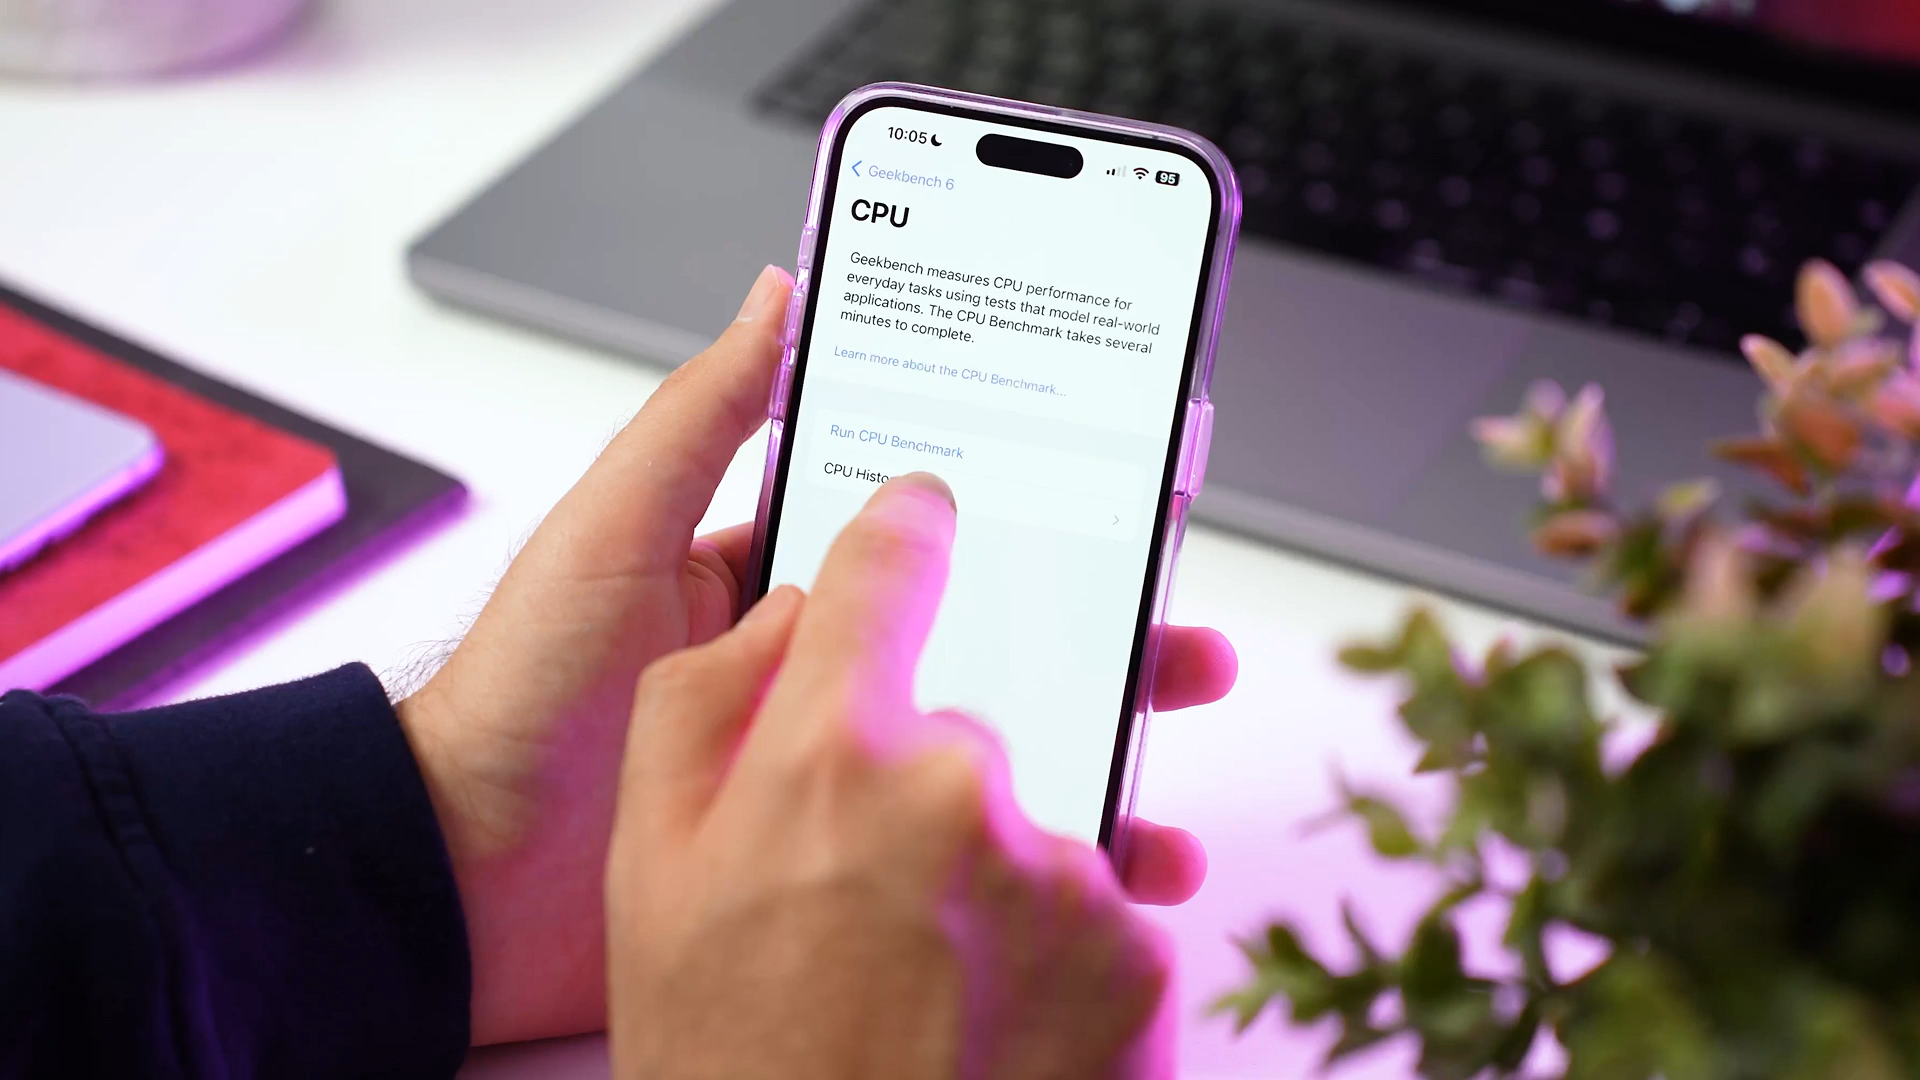 10:05
95
Geekbench 6
CPU
Geekbench measures CPU performance for
everyday tasks using tests that model real-world
applications. The CPU Benchmark takes several
minutes to complete.
Learn more about the CPU Benchmark...
Run CPU Benchmark
CPU Histo